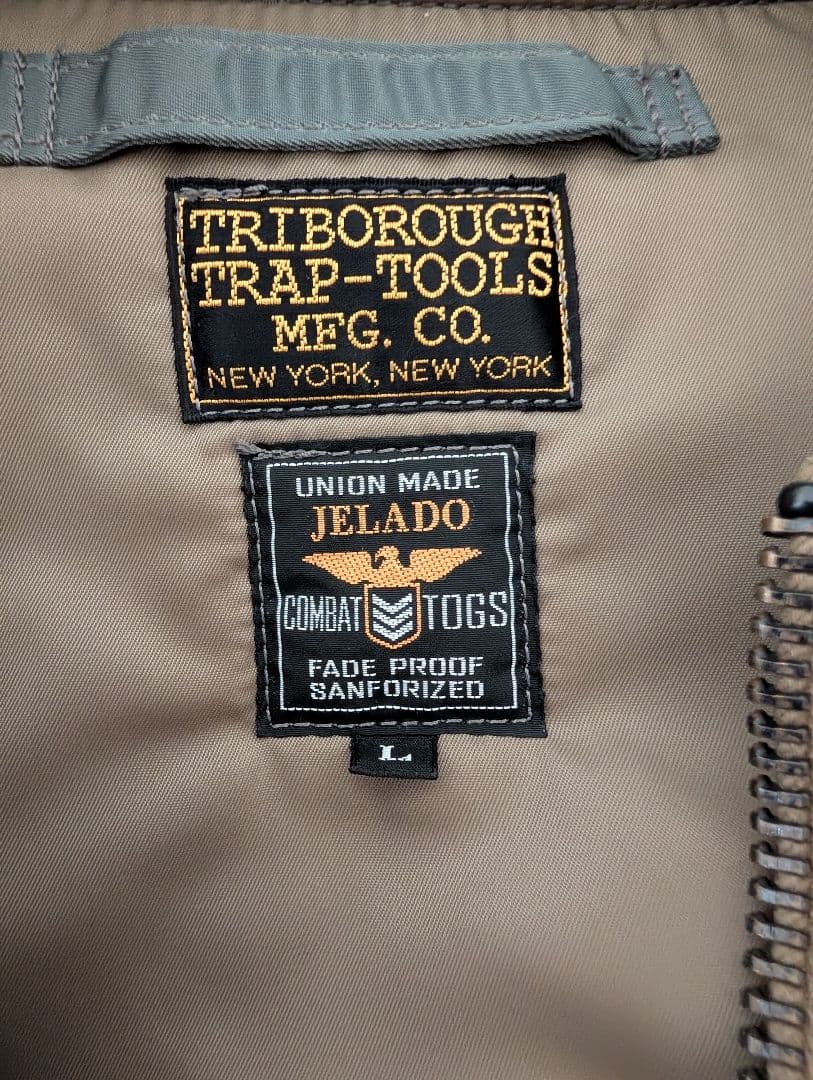 TRIBOROUGH
TRAP-TOOLS
MFG. CO.
NEW YORK, NEW YORK
UNION MADE
JELADO
COMBAT TOGS
FADE PROOF
SANFORIZED
L